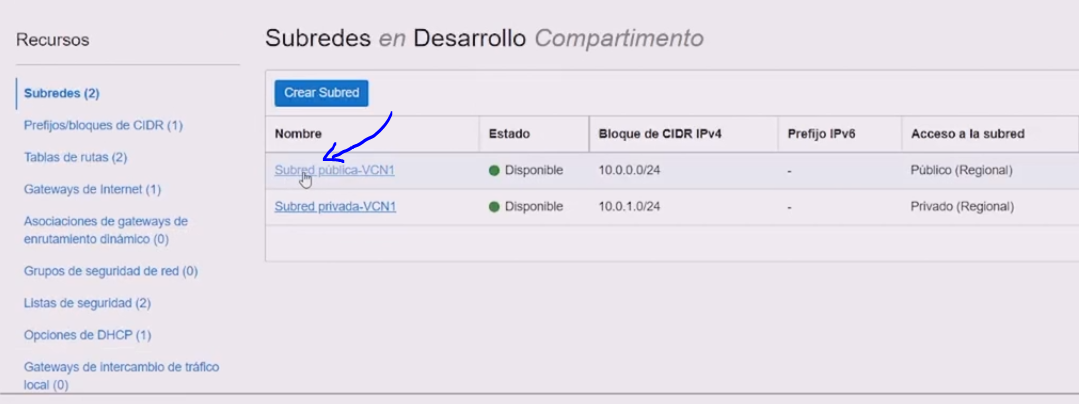 Recursos
Subredes (2)
Prefijos/bloques de CIDR (1)
Tablas de rutas (2)
Gateways de Internet (1)
Asociaciones de gateways de
enrutamiento dinámico (0)
Grupos de seguridad de red (0)
Listas de seguridad (2)
Opciones de DHCP (1)
Gateways de intercambio de tráfico
local (0)
Subredes en Desarrollo Compartimento
Crear Subred
Nombre Estado Bloque de CIDR IPv4 Prefijo IPv6 Acceso a la subred
Subred pública-VCN1 Disponible 10.0.0.0/24 - Público (Regional)
Subred privada-VCN1 Disponible 10.0.1.0/24 - Privado (Regional)